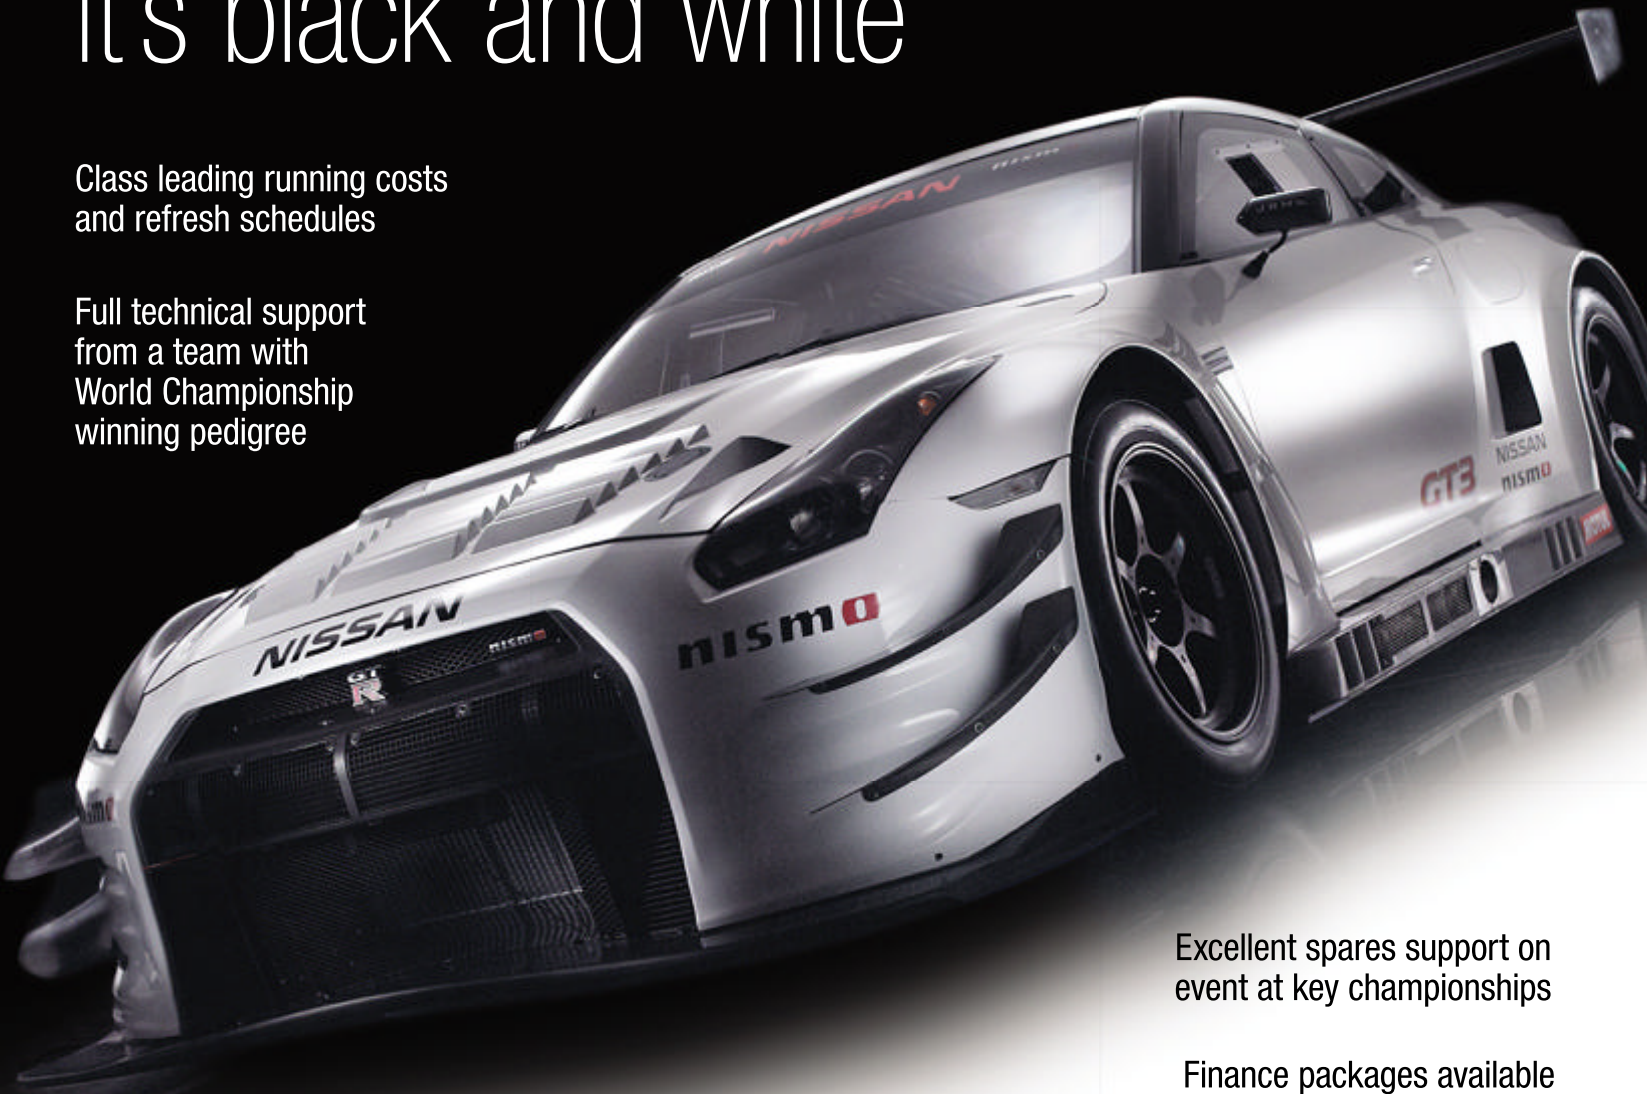 it's black and white
Class leading running costs
and refresh schedules
Full technical support
from a team with
World Championship
winning pedigree
NISSAN
nismo
NISSAN
nismo
GT
R
nismo
GT3
NISSAN
nismo
MOTUL
Excellent spares support on
event at key championships
Finance packages available